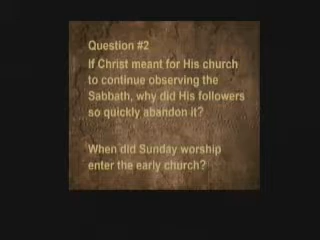 Question #2
If Christ meant for His church
to continue observing the
Sabbath, why did His followers
so quickly abandon it?
When did Sunday worship
enter the early church?